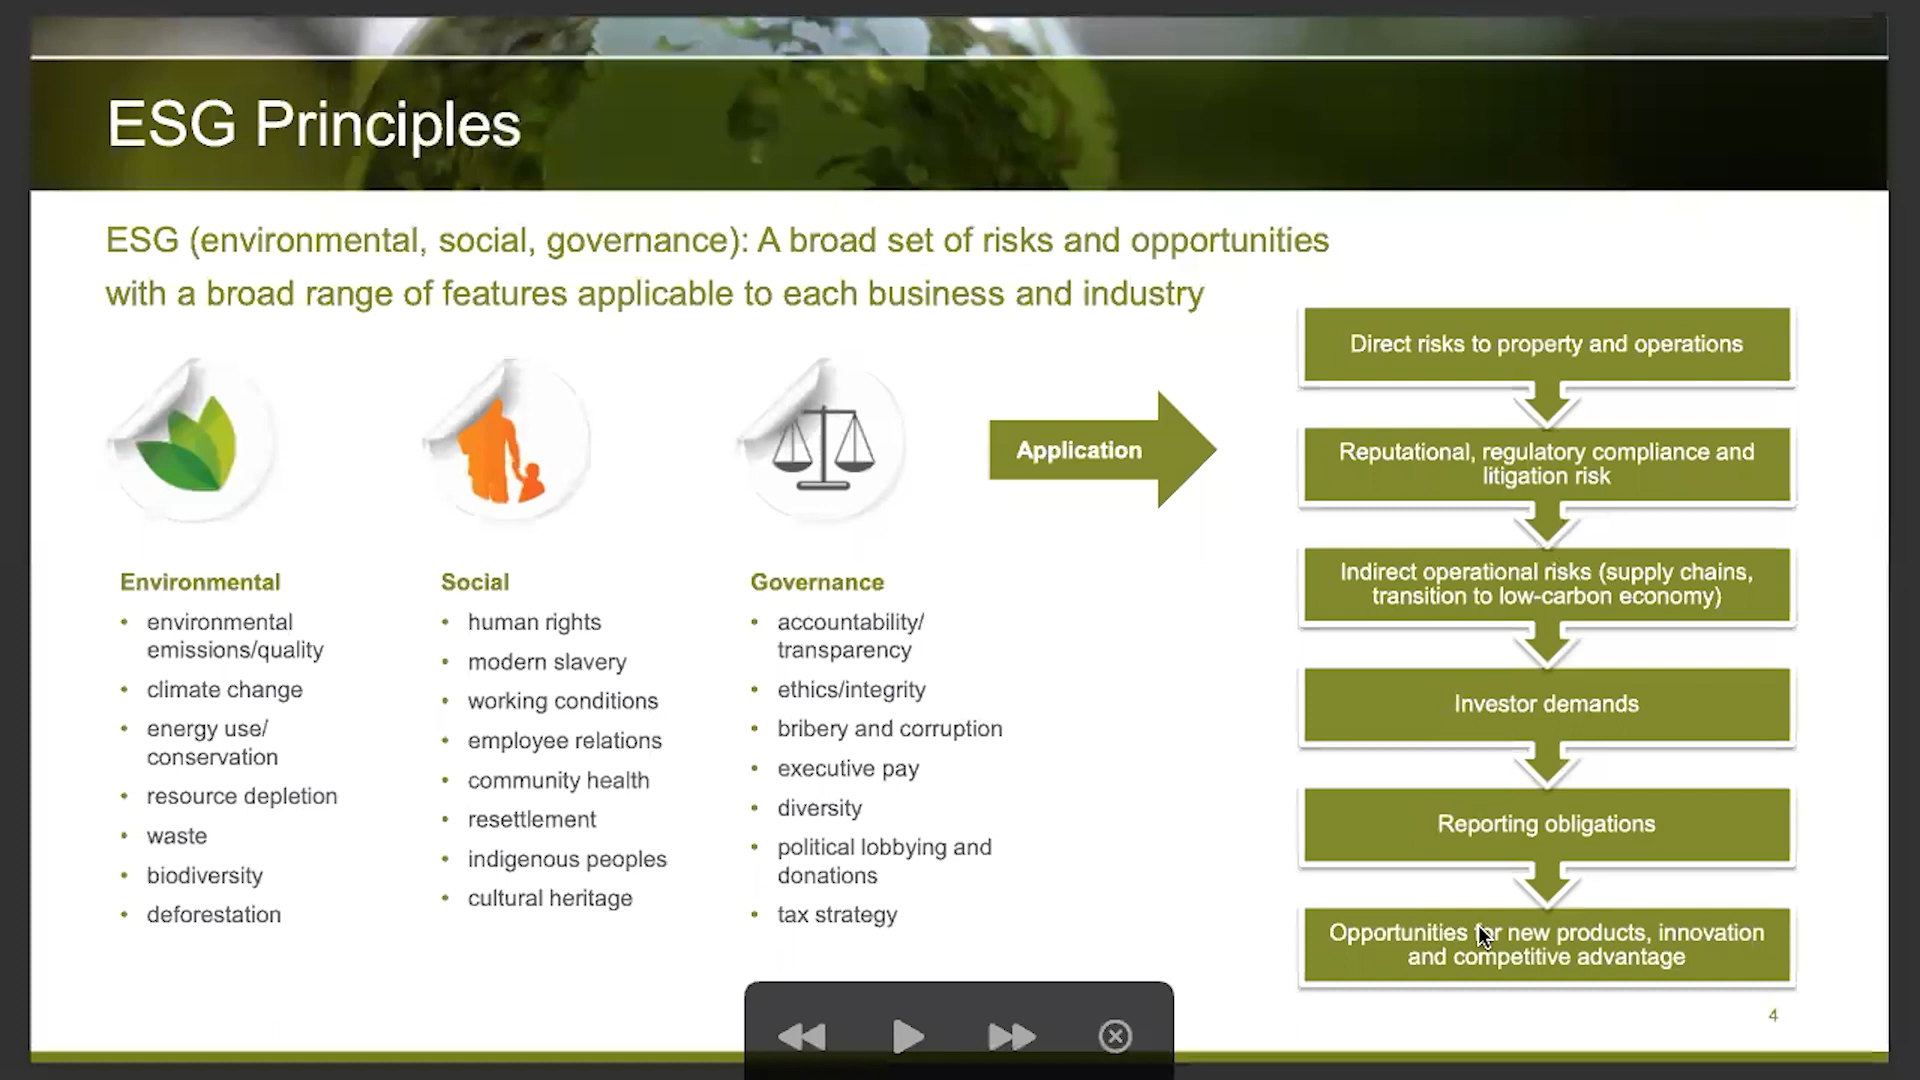 ESG Principles
ESG (environmental, social, governance): A broad set of risks and opportunities
with a broad range of features applicable to each business and industry
Environmental
• environmental
emissions/quality
• climate change
• energy use/
conservation
• resource depletion
• waste
• biodiversity
• deforestation
Social
• human rights
• modern slavery
• working conditions
• employee relations
• community health
• resettlement
• indigenous peoples
• cultural heritage
Governance
• accountability/
transparency
• ethics/integrity
• bribery and corruption
• executive pay
• diversity
• political lobbying and
donations
• tax strategy
Application
Direct risks to property and operations
Reputational, regulatory compliance and
litigation risk
Indirect operational risks (supply chains,
transition to low-carbon economy)
Investor demands
Reporting obligations
Opportunities for new products, innovation
and competitive advantage
4